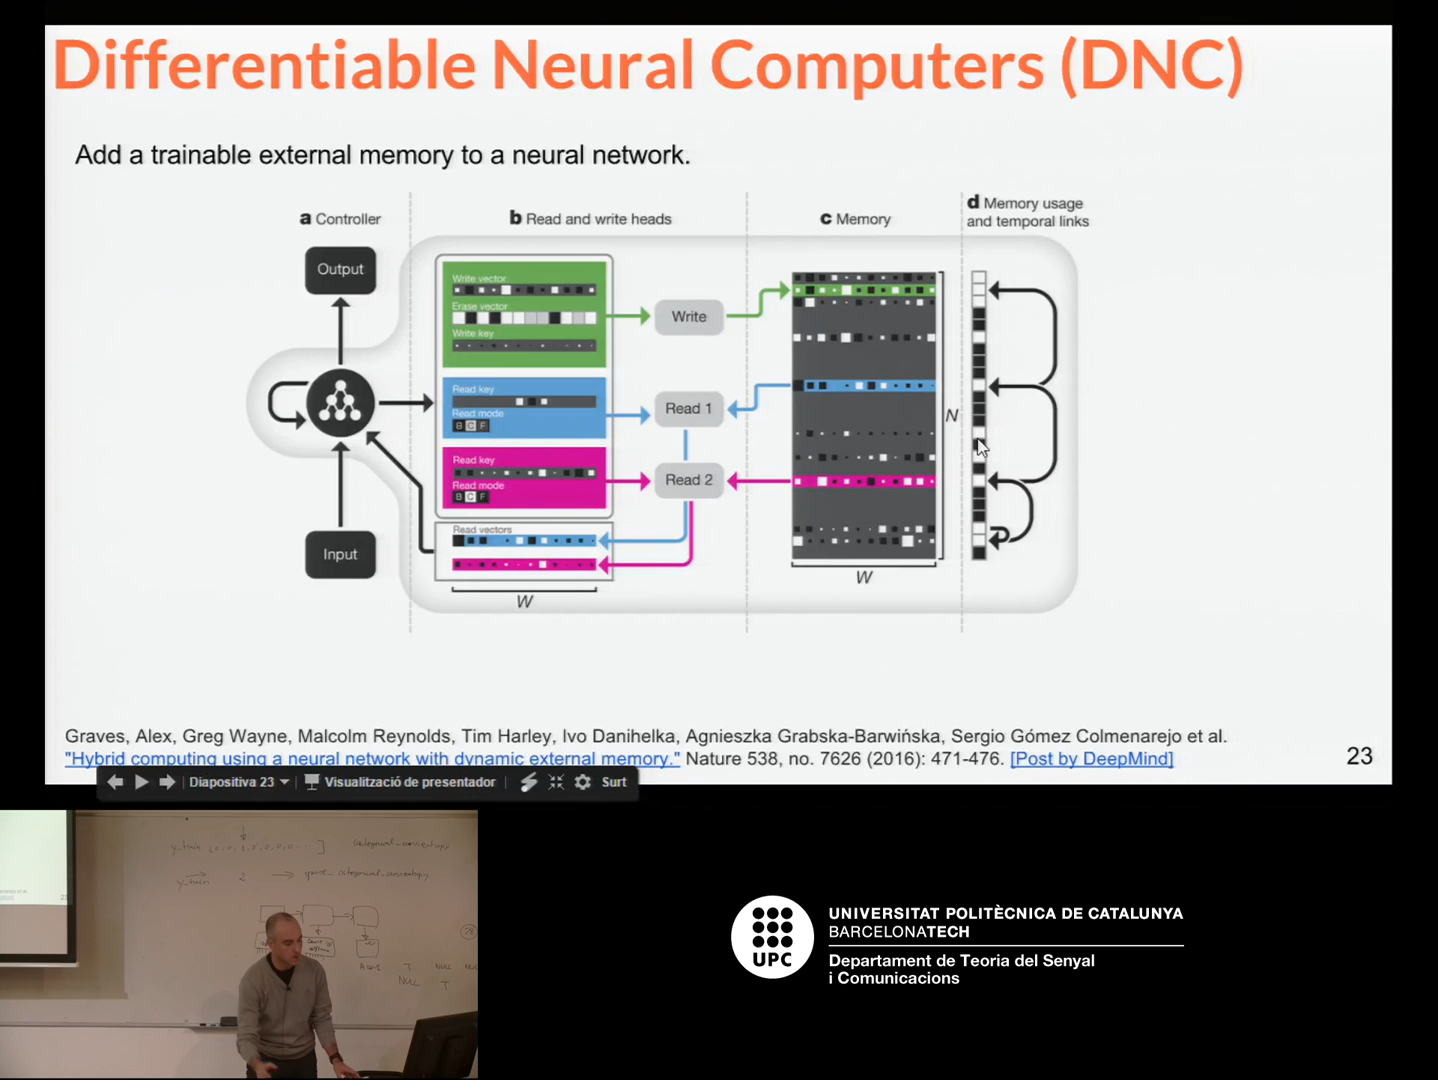 Differentiable Neural Computers (DNC)
Add a trainable external memory to a neural network.
a Controller
b Read and write heads
c Memory
d Memory usage
and temporal links
Output
Input
Write vector
Erase vector
Write key
Read key
Read mode
B C F
Read key
Read mode
B C F
Read vectors
W
Write
Read 1
Read 2
N
W
Graves, Alex, Greg Wayne, Malcolm Reynolds, Tim Harley, Ivo Danihelka, Agnieszka Grabska-Barwińska, Sergio Gómez Colmenarejo et al.
"Hybrid computing using a neural network with dynamic external memory." Nature 538, no. 7626 (2016): 471-476. [Post by DeepMind]
23
Diapositiva 23
Visualització de presentador
Surt
y_train
y_train 2
UPC
UNIVERSITAT POLITÈCNICA DE CATALUNYA
BARCELONATECH
Departament de Teoria del Senyal
i Comunicacions